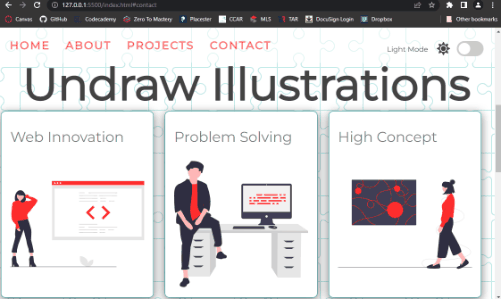 127.0.0.1:5500/index.html#contact
Canvas GitHub Codecademy Zero To Mastery Placester CCAR MLS TAR DocuSign Login Dropbox Other bookmarks
HOME ABOUT PROJECTS CONTACT Light Mode
Undraw Illustrations
Web Innovation Problem Solving High Concept